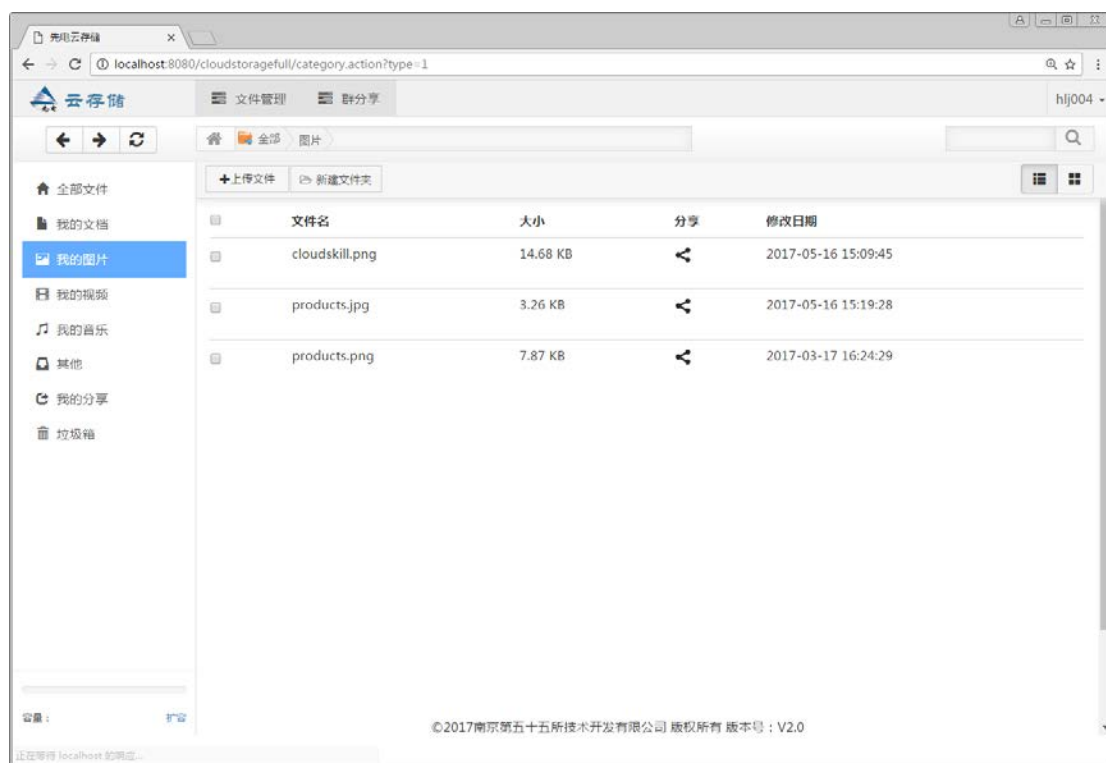 先电云存储
localhost:8080/cloudstoragefull/category.action?type=1
云存储 文件管理 群分享 hlj004
全部 图片
上传文件 新建文件夹
全部文件
我的文档
我的图片
我的视频
我的音乐
其他
我的分享
垃圾箱
文件名 大小 分享 修改日期
cloudskill.png 14.68 KB 2017-05-16 15:09:45
products.jpg 3.26 KB 2017-05-16 15:19:28
products.png 7.87 KB 2017-03-17 16:24:29
容量： 扩容
©2017南京第五十五所技术开发有限公司 版权所有 版本号：V2.0
正在等待 localhost 的响应...